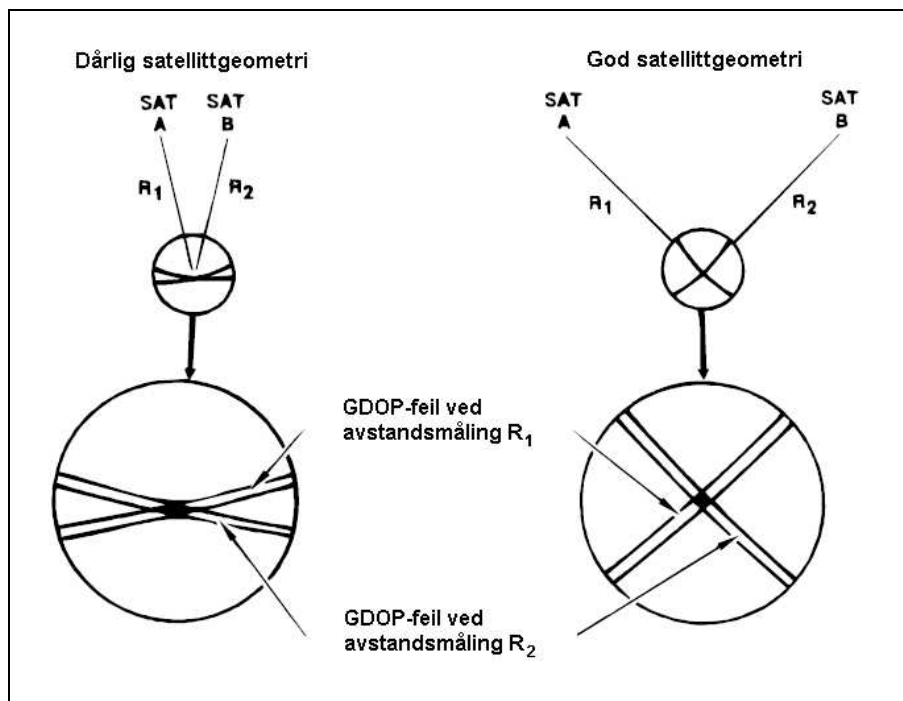 Dårlig satellittgeometri
SAT SAT
A B
R1 R2
God satellittgeometri
SAT SAT
A B
R1 R2
GDOP-feil ved
avstandsmåling R1
GDOP-feil ved
avstandsmåling R2